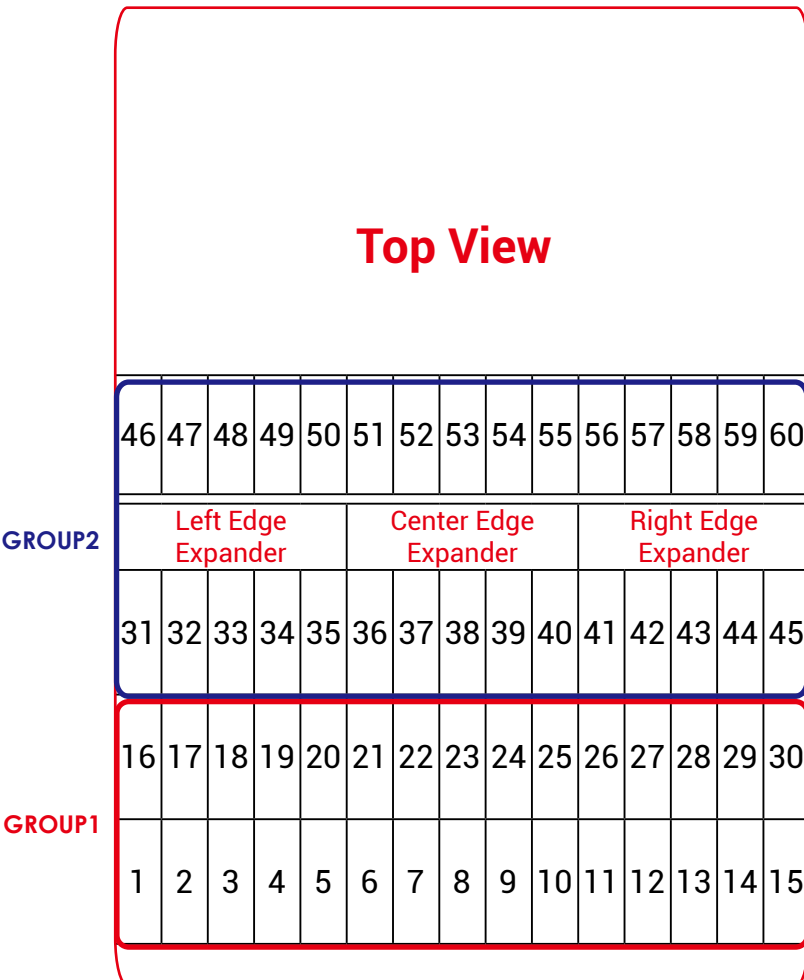 Top View
46 47 48 49 50 51 52 53 54 55 56 57 58 59 60
GROUP2
Left Edge
Expander
Center Edge
Expander
Right Edge
Expander
31 32 33 34 35 36 37 38 39 40 41 42 43 44 45
16 17 18 19 20 21 22 23 24 25 26 27 28 29 30
GROUP1
1 2 3 4 5 6 7 8 9 10 11 12 13 14 15